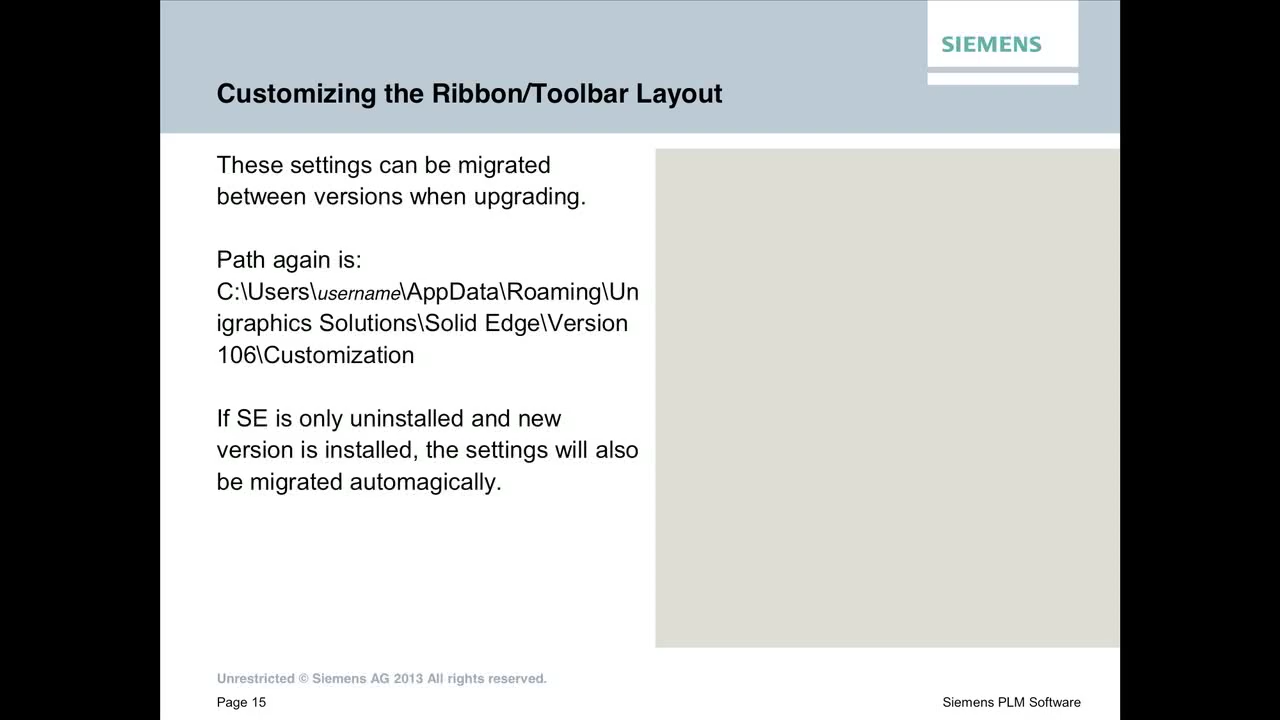 SIEMENS
Customizing the Ribbon/Toolbar Layout
These settings can be migrated
between versions when upgrading.
Path again is:
C:\Users\username\AppData\Roaming\Un
igraphics Solutions\Solid Edge\Version
106\Customization
If SE is only uninstalled and new
version is installed, the settings will also
be migrated automagically.
Unrestricted © Siemens AG 2013 All rights reserved.
Page 15
Siemens PLM Software